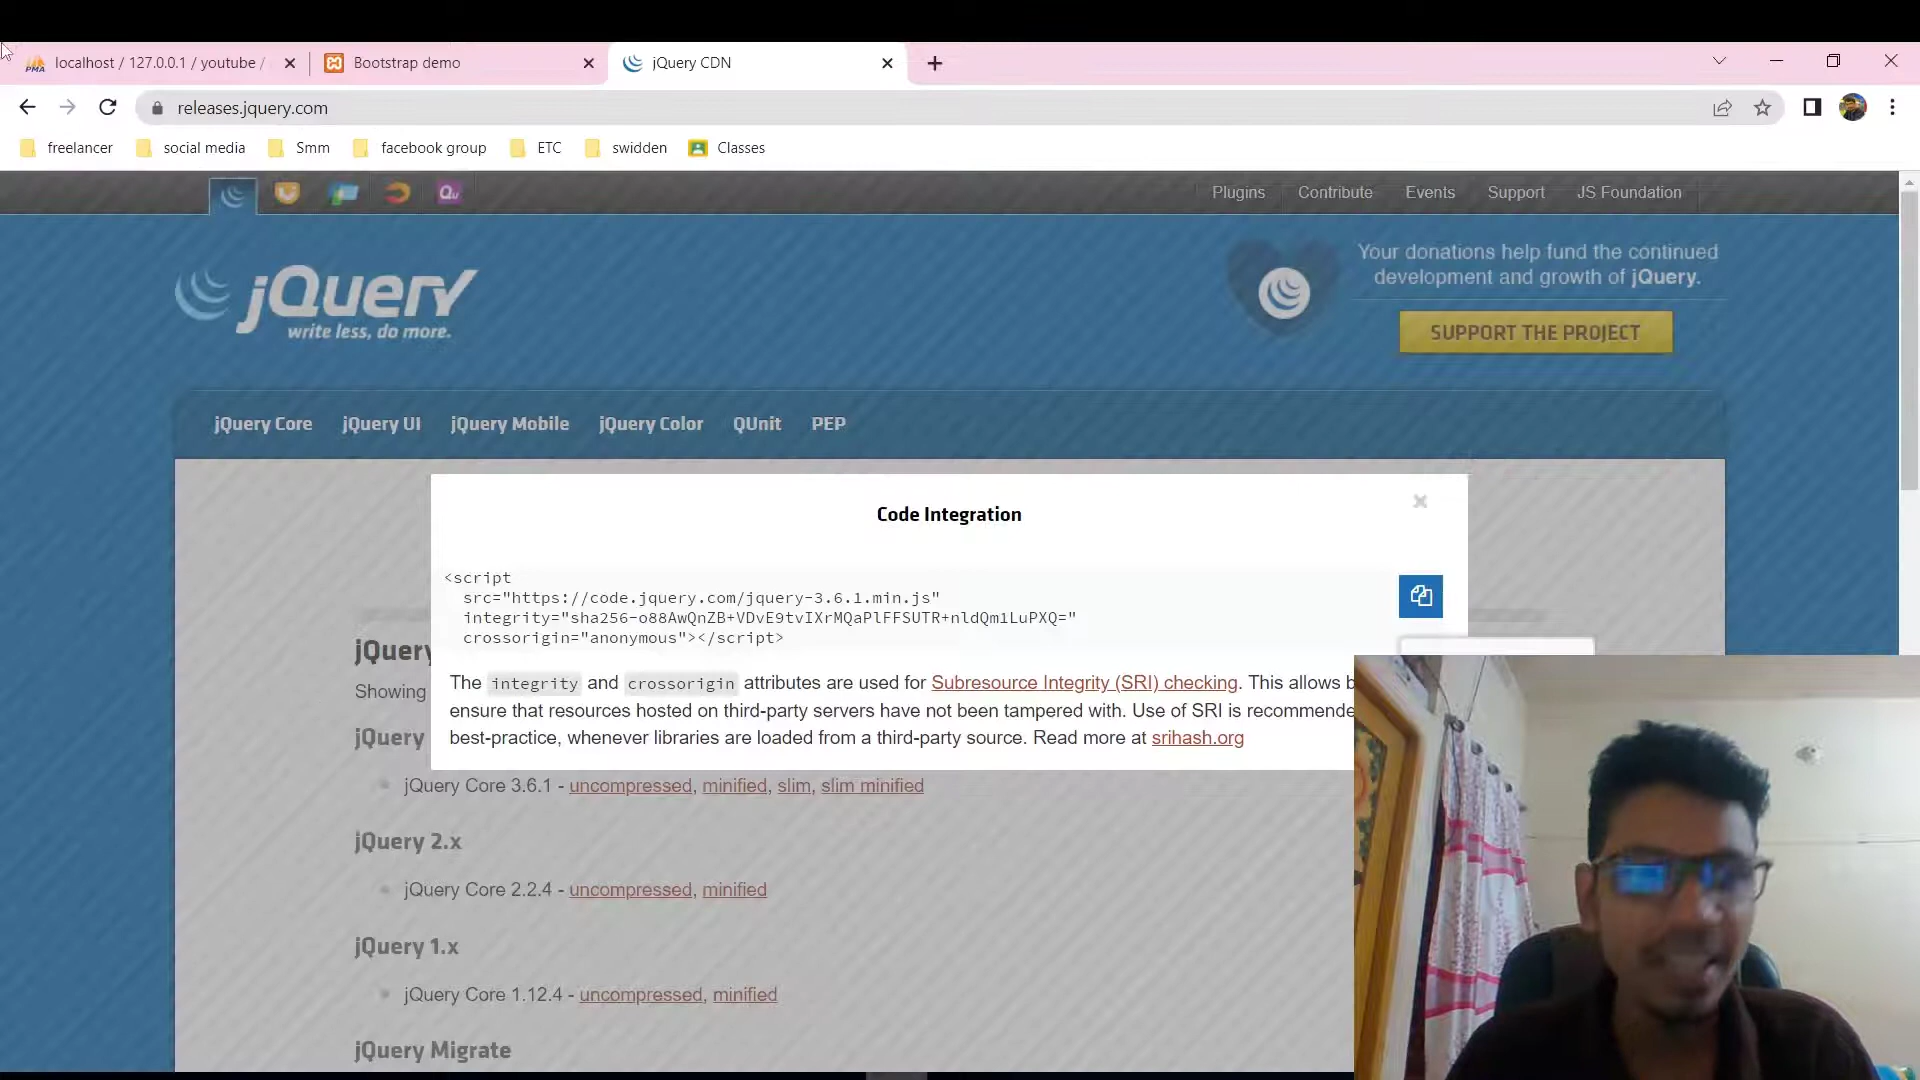 localhost / 127.0.0.1 / youtube /
Bootstrap demo
jQuery CDN
releases.jquery.com
freelancer
social media
Smm
facebook group
ETC
swidden
Classes
Plugins
Contribute
Events
Support
JS Foundation
jQuery
write less, do more.
Your donations help fund the continued
development and growth of jQuery.
SUPPORT THE PROJECT
jQuery Core
jQuery UI
jQuery Mobile
jQuery Color
QUnit
PEP
Code Integration
<script
src="https://code.jquery.com/jquery-3.6.1.min.js"
integrity="sha256-o88AwQnZB+VDvE9tvIXrMQaPlFFSUTR+nldQm1LuPXQ="
crossorigin="anonymous"></script>
The integrity and crossorigin attributes are used for Subresource Integrity (SRI) checking. This allows b
ensure that resources hosted on third-party servers have not been tampered with. Use of SRI is recommende
best-practice, whenever libraries are loaded from a third-party source. Read more at srihash.org
jQuery
Showing
jQuery
jQuery Core 3.6.1 - uncompressed, minified, slim, slim minified
jQuery 2.x
jQuery Core 2.2.4 - uncompressed, minified
jQuery 1.x
jQuery Core 1.12.4 - uncompressed, minified
jQuery Migrate